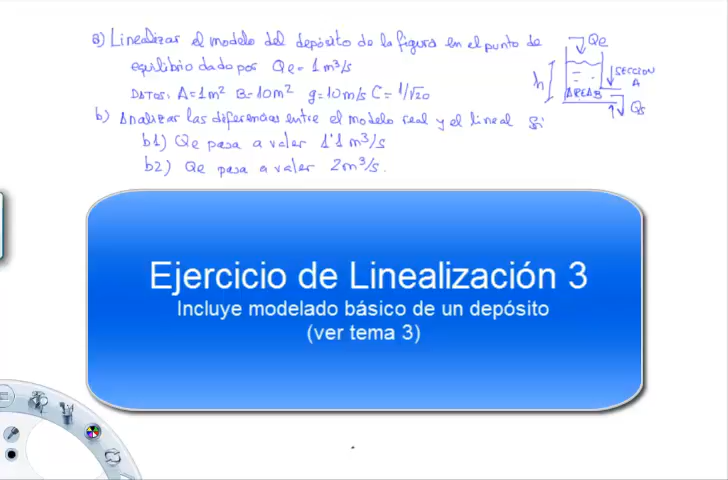 a) Linealizar el modelo del depósito de la figura en el punto de
equilibrio dado por Qe = 1 m³/s
DATOS: A = 1m² B = 10m² g = 10m/s C = 1/√20
b) Analizar las diferencias entre el modelo real y el lineal si
b1) Qe pasa a valer 1'1 m³/s
b2) Qe pasa a valer 2m³/s.
Qe
h
SECCION
A
AREA B
Qs
Ejercicio de Linealización 3
Incluye modelado básico de un depósito
(ver tema 3)